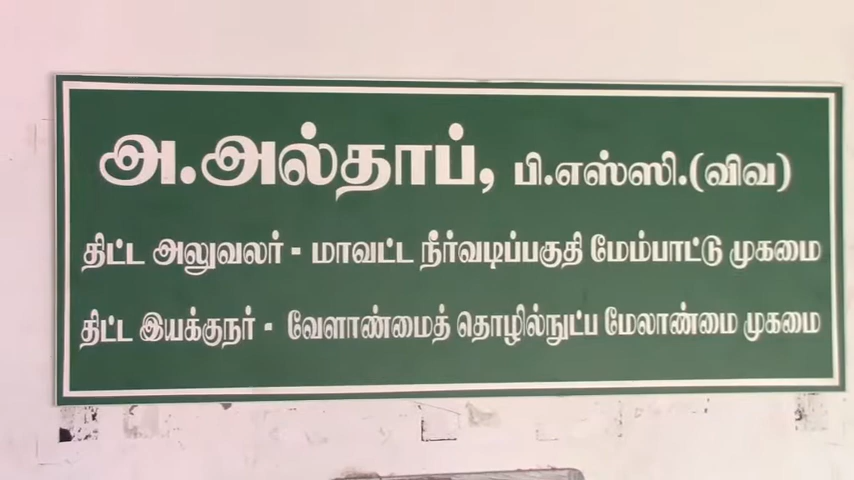 அ.அல்தாப், பி.எஸ்ஸி.(விவ)
திட்ட அலுவலர் - மாவட்ட நீர்வடிப்பகுதி மேம்பாட்டு முகமை
திட்ட இயக்குநர் - வேளாண்மைத் தொழில்நுட்ப மேலாண்மை முகமை